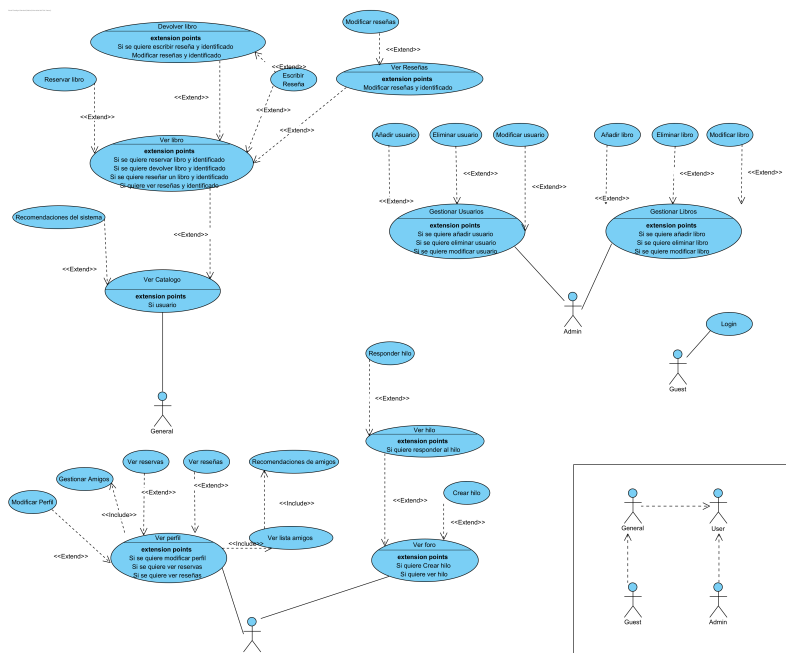 Devolver libro
extension points
Si se quiere escribir reseña y identificado
Modificar reseñas y identificado
Modificar reseñas
<<Extend>>
Ver Reseñas
extension points
Modificar reseñas y identificado
<<Extend>>
Escribir
Reseña
Reservar libro
<<Extend>>
<<Extend>>
<<Extend>>
<<Extend>>
Ver libro
extension points
Si se quiere reservar libro y identificado
Si se quiere devolver libro y identificado
Si se quiere reseñar un libro y identificado
Si quiere ver reseñas y identificado
Añadir usuario
Eliminar usuario
Modificar usuario
<<Extend>>
<<Extend>>
<<Extend>>
Gestionar Usuarios
extension points
Si se quiere añadir usuario
Si se quiere eliminar usuario
Si se quiere modificar usuario
Añadir libro
Eliminar libro
Modificar libro
<<Extend>>
<<Extend>>
<<Extend>>
Gestionar Libros
extension points
Si se quiere añadir libro
Si se quiere eliminar libro
Si se quiere modificar libro
Admin
Recomendaciones del sistema
<<Extend>>
<<Extend>>
Ver Catalogo
extension points
Si usuario
General
Login
Guest
Responder hilo
<<Extend>>
Ver hilo
extension points
Si quiere responder al hilo
<<Extend>>
Crear hilo
<<Extend>>
Ver foro
extension points
Si quiere Crear hilo
Si quiere ver hilo
Ver reservas
Ver reseñas
Recomendaciones de amigos
Gestionar Amigos
Modificar Perfil
<<Extend>>
<<Extend>>
<<Include>>
<<Include>>
<<Extend>>
<<Include>>
Ver lista amigos
Ver perfil
extension points
Si se quiere modificar perfil
Si se quiere ver reservas
Si se quiere ver reseñas
General
User
Guest
Admin